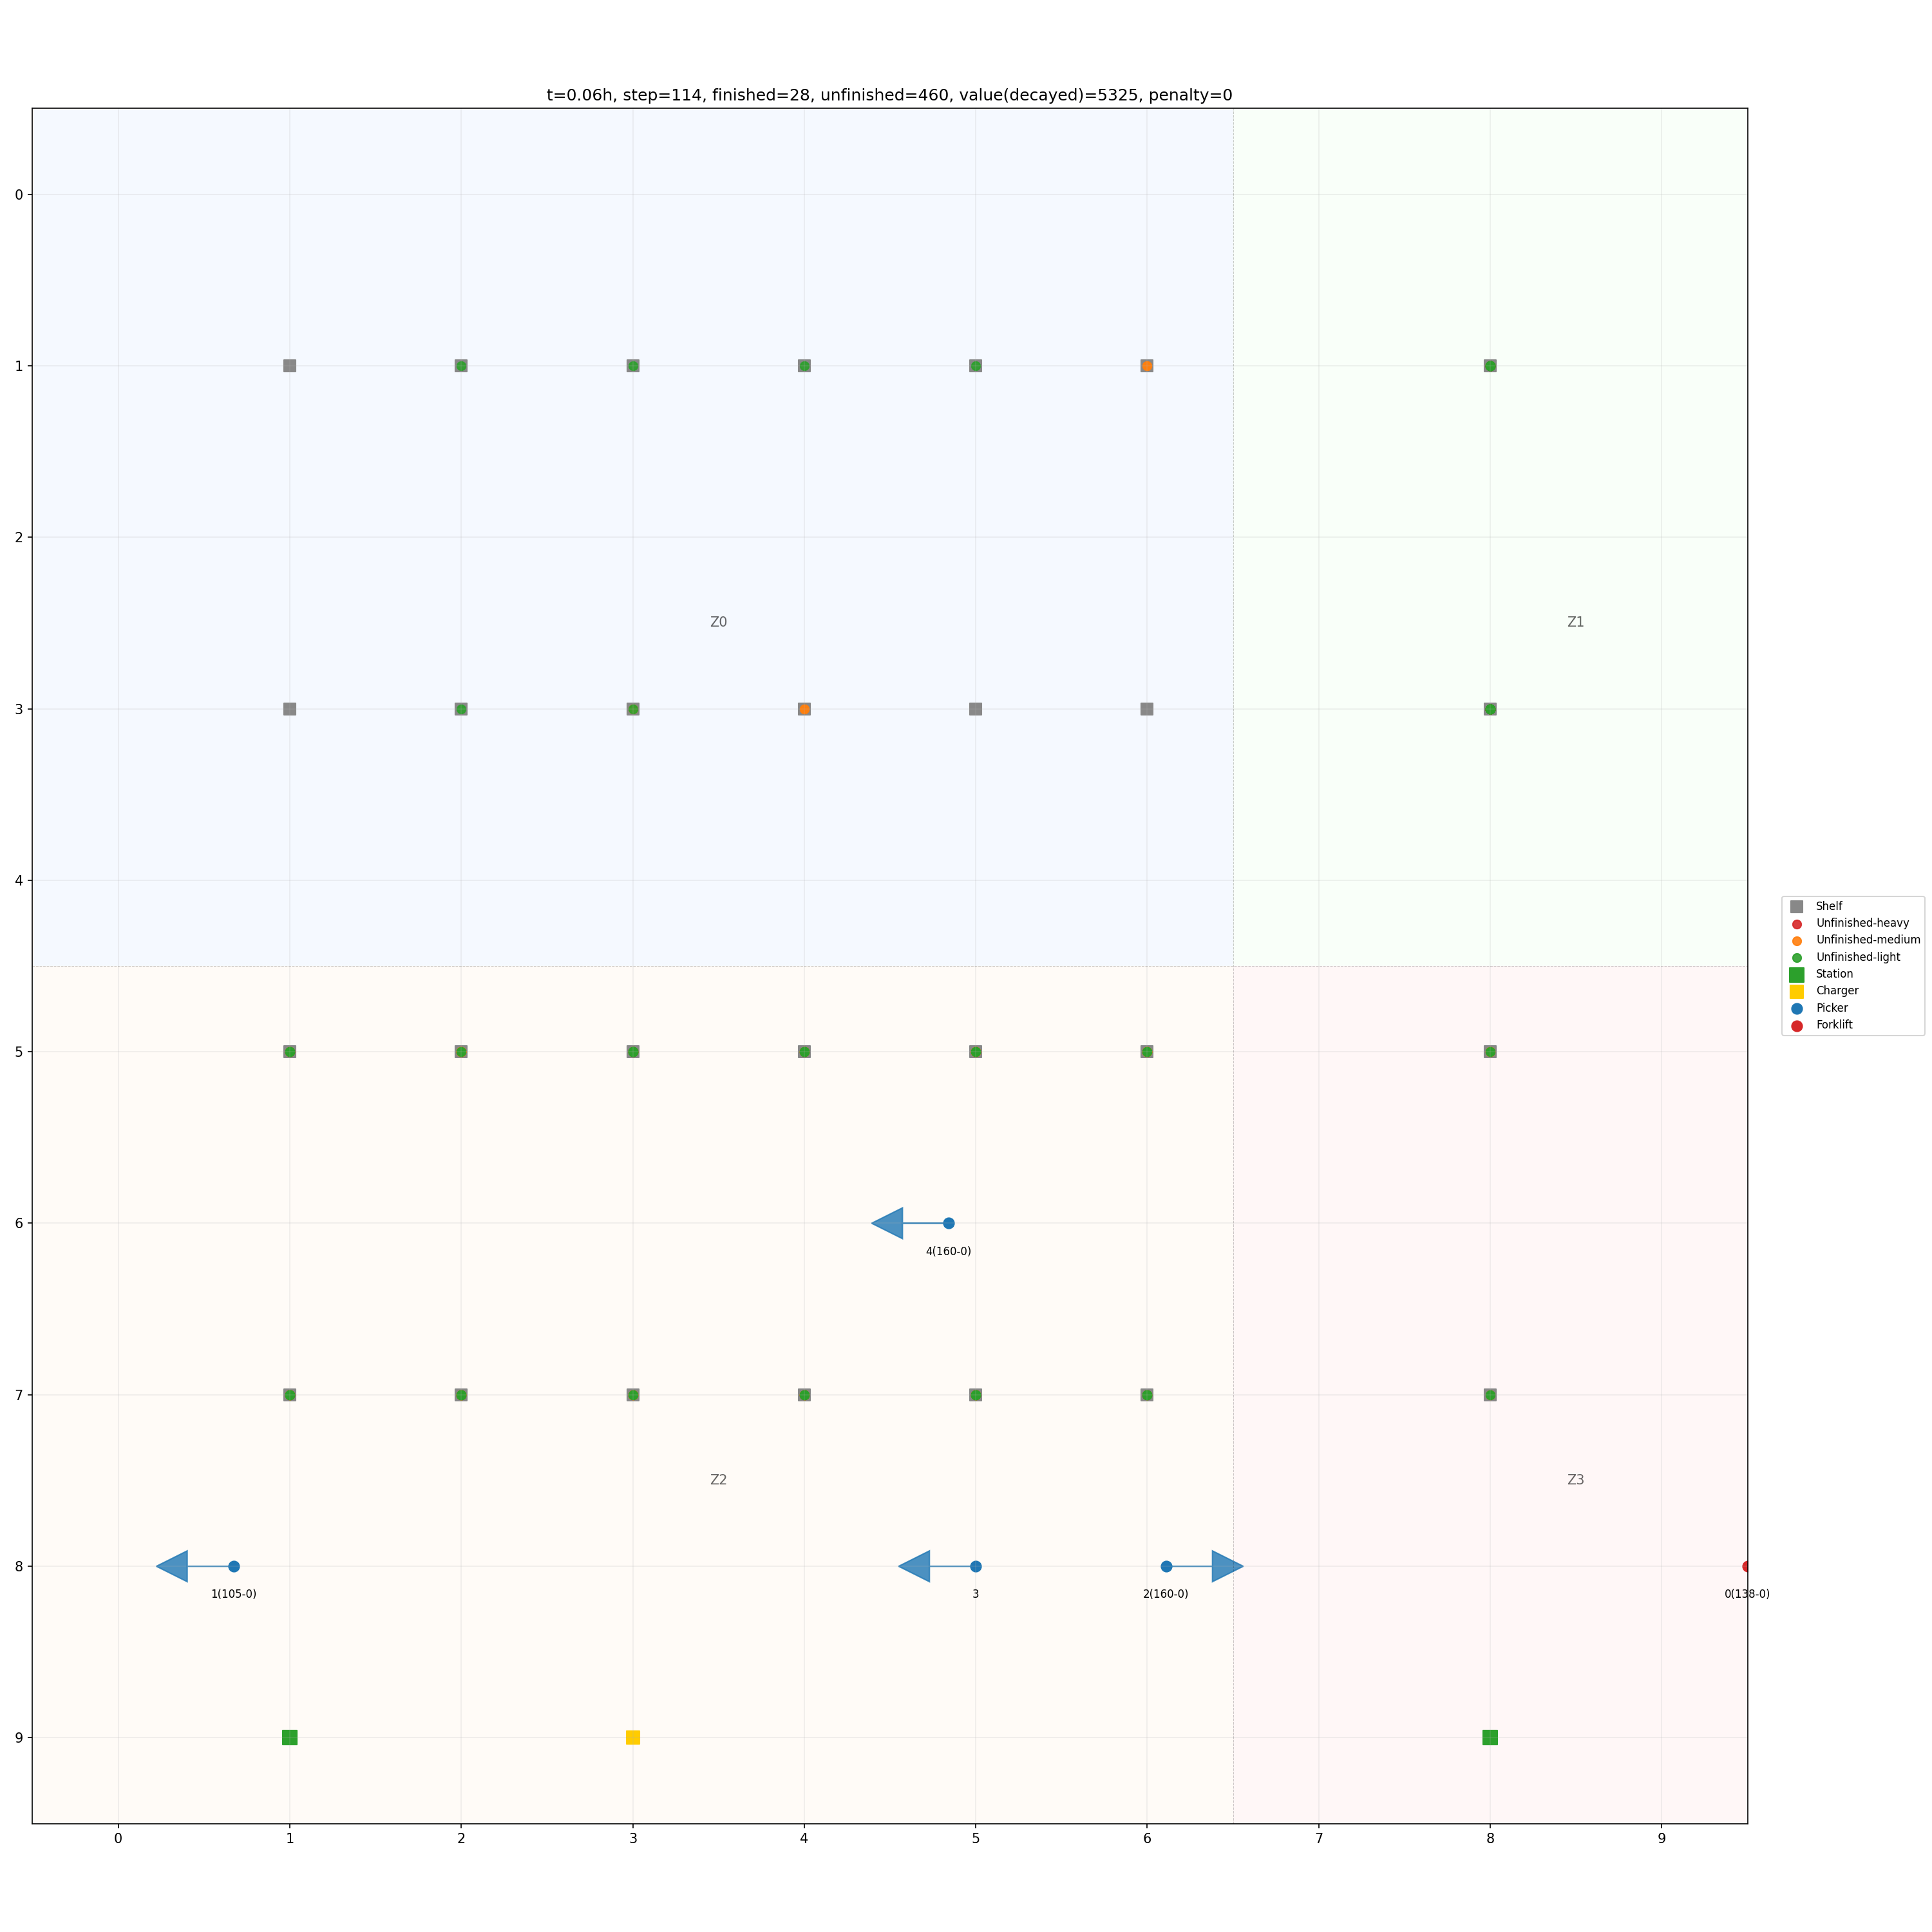 t=0.06h, step=114, finished=28, unfinished=460, value(decayed)=5325, penalty=0
0
1
2
Z0
Z1
3
4
Shelf
Unfinished-heavy
Unfinished-medium
Unfinished-light
Station
Charger
Picker
Forklift
5
6
4(160-0)
7
Z2
Z3
8
1(105-0)
3
2(160-0)
0(138-0)
9
0 1 2 3 4 5 6 7 8 9